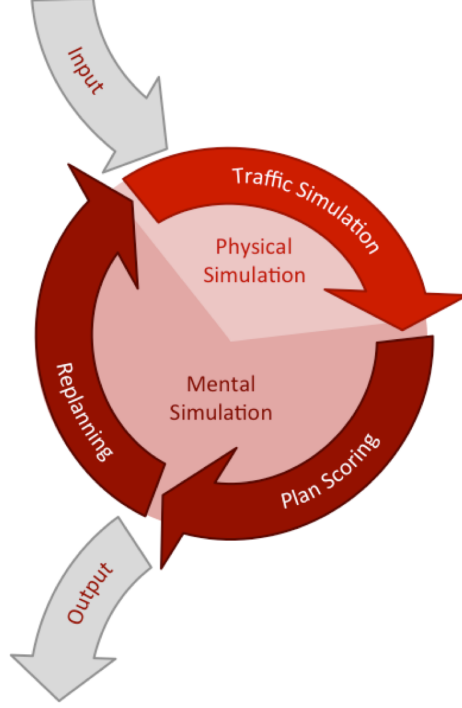 Input
Traffic Simulation
Physical
Simulation
Mental
Simulation
Replanning
Plan Scoring
Output